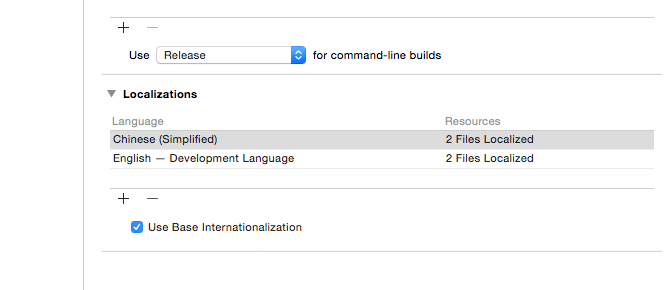 + —
Use Release for command-line builds
Localizations
Language Resources
Chinese (Simplified) 2 Files Localized
English — Development Language 2 Files Localized
+ —
Use Base Internationalization